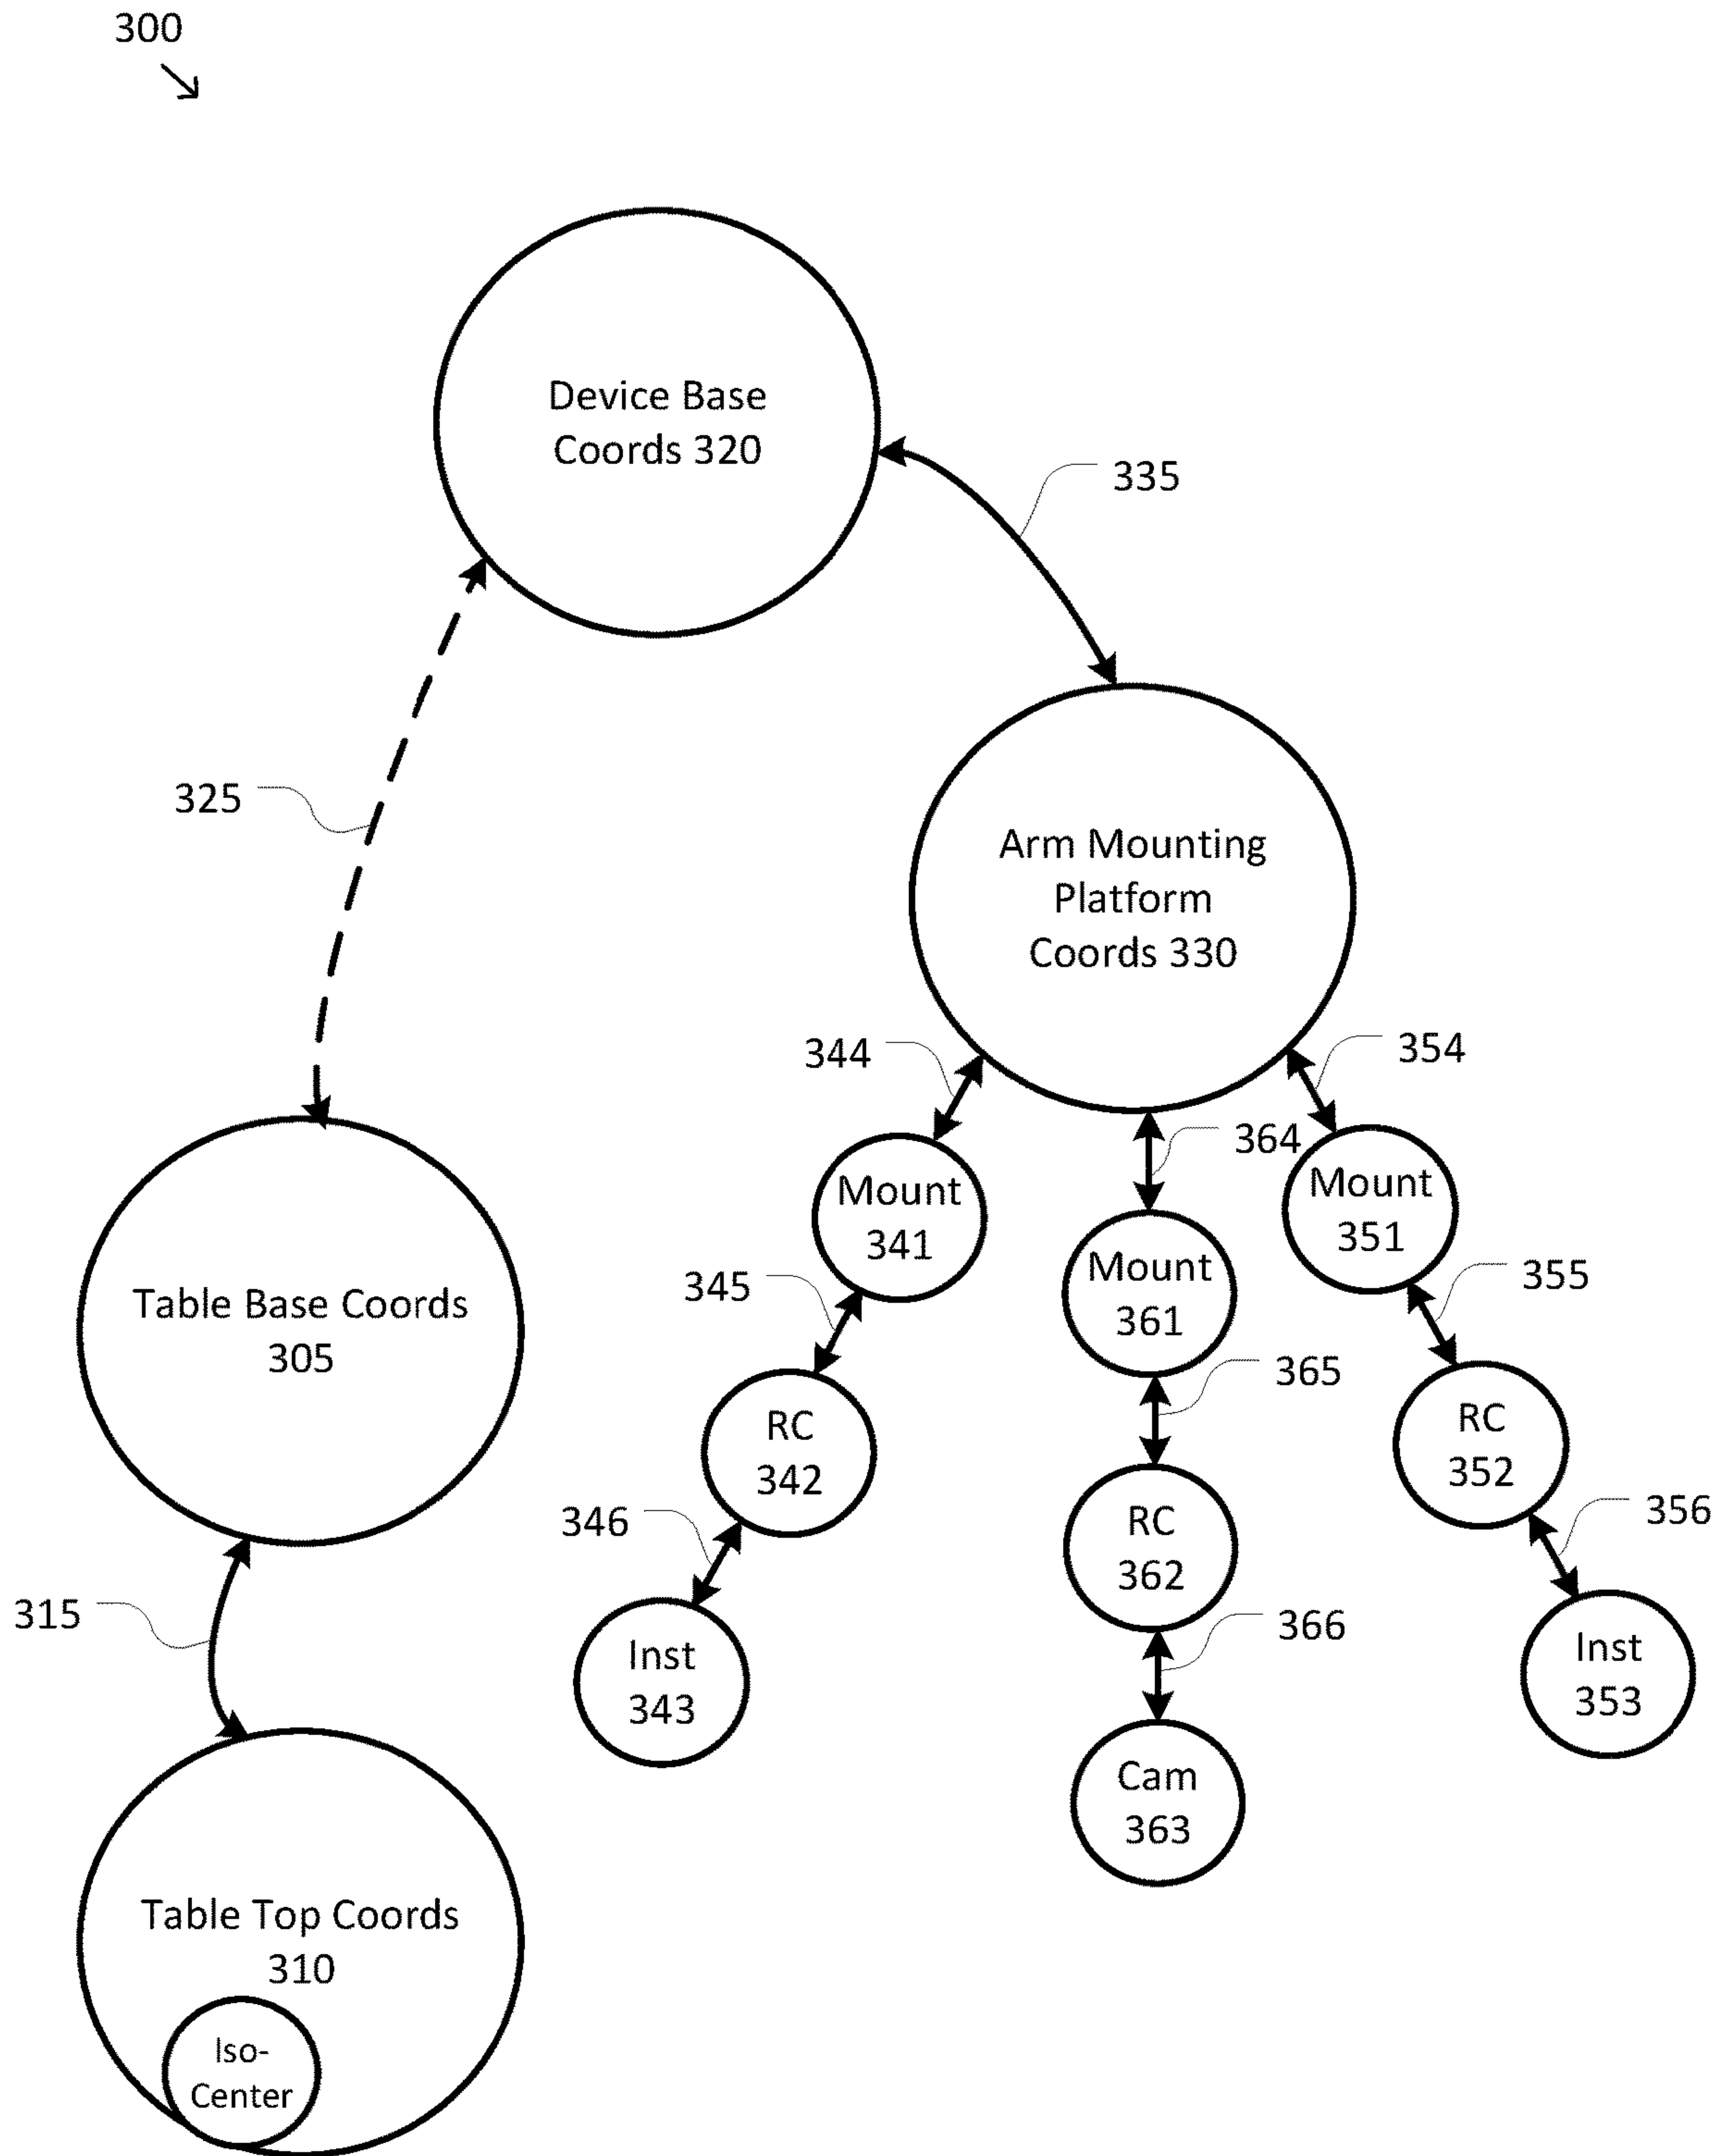 300
Device Base
Coords 320
335
325
Arm Mounting
Platform
Coords 330
344
354
364
Mount
341
Mount
351
Mount
361
345
355
Table Base Coords
305
365
RC
342
RC
352
RC
362
346
356
315
366
Inst
343
Inst
353
Cam
363
Table Top Coords
310
Iso-
Center